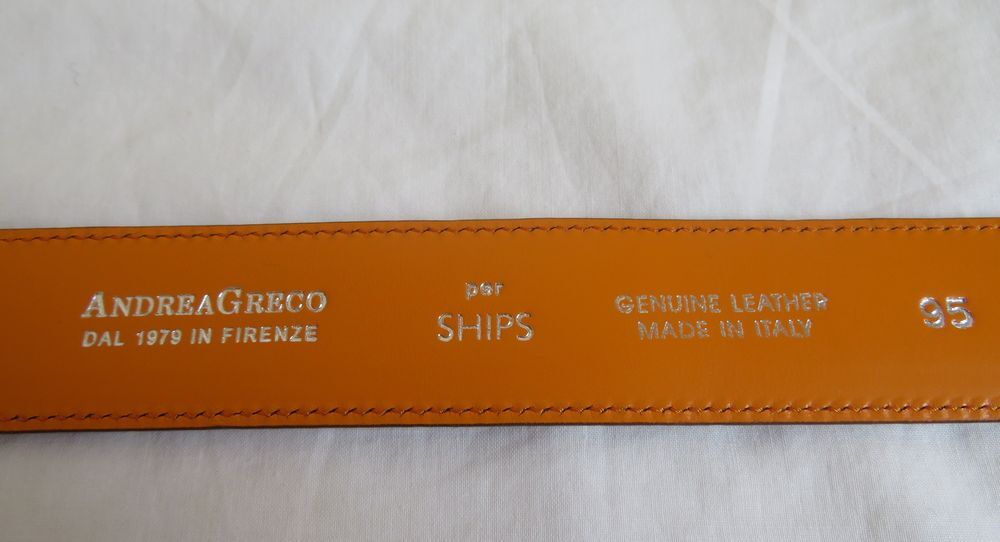 ANDREAGRECO
DAL 1979 IN FIRENZE
per
SHIPS
GENUINE LEATHER
MADE IN ITALY
95